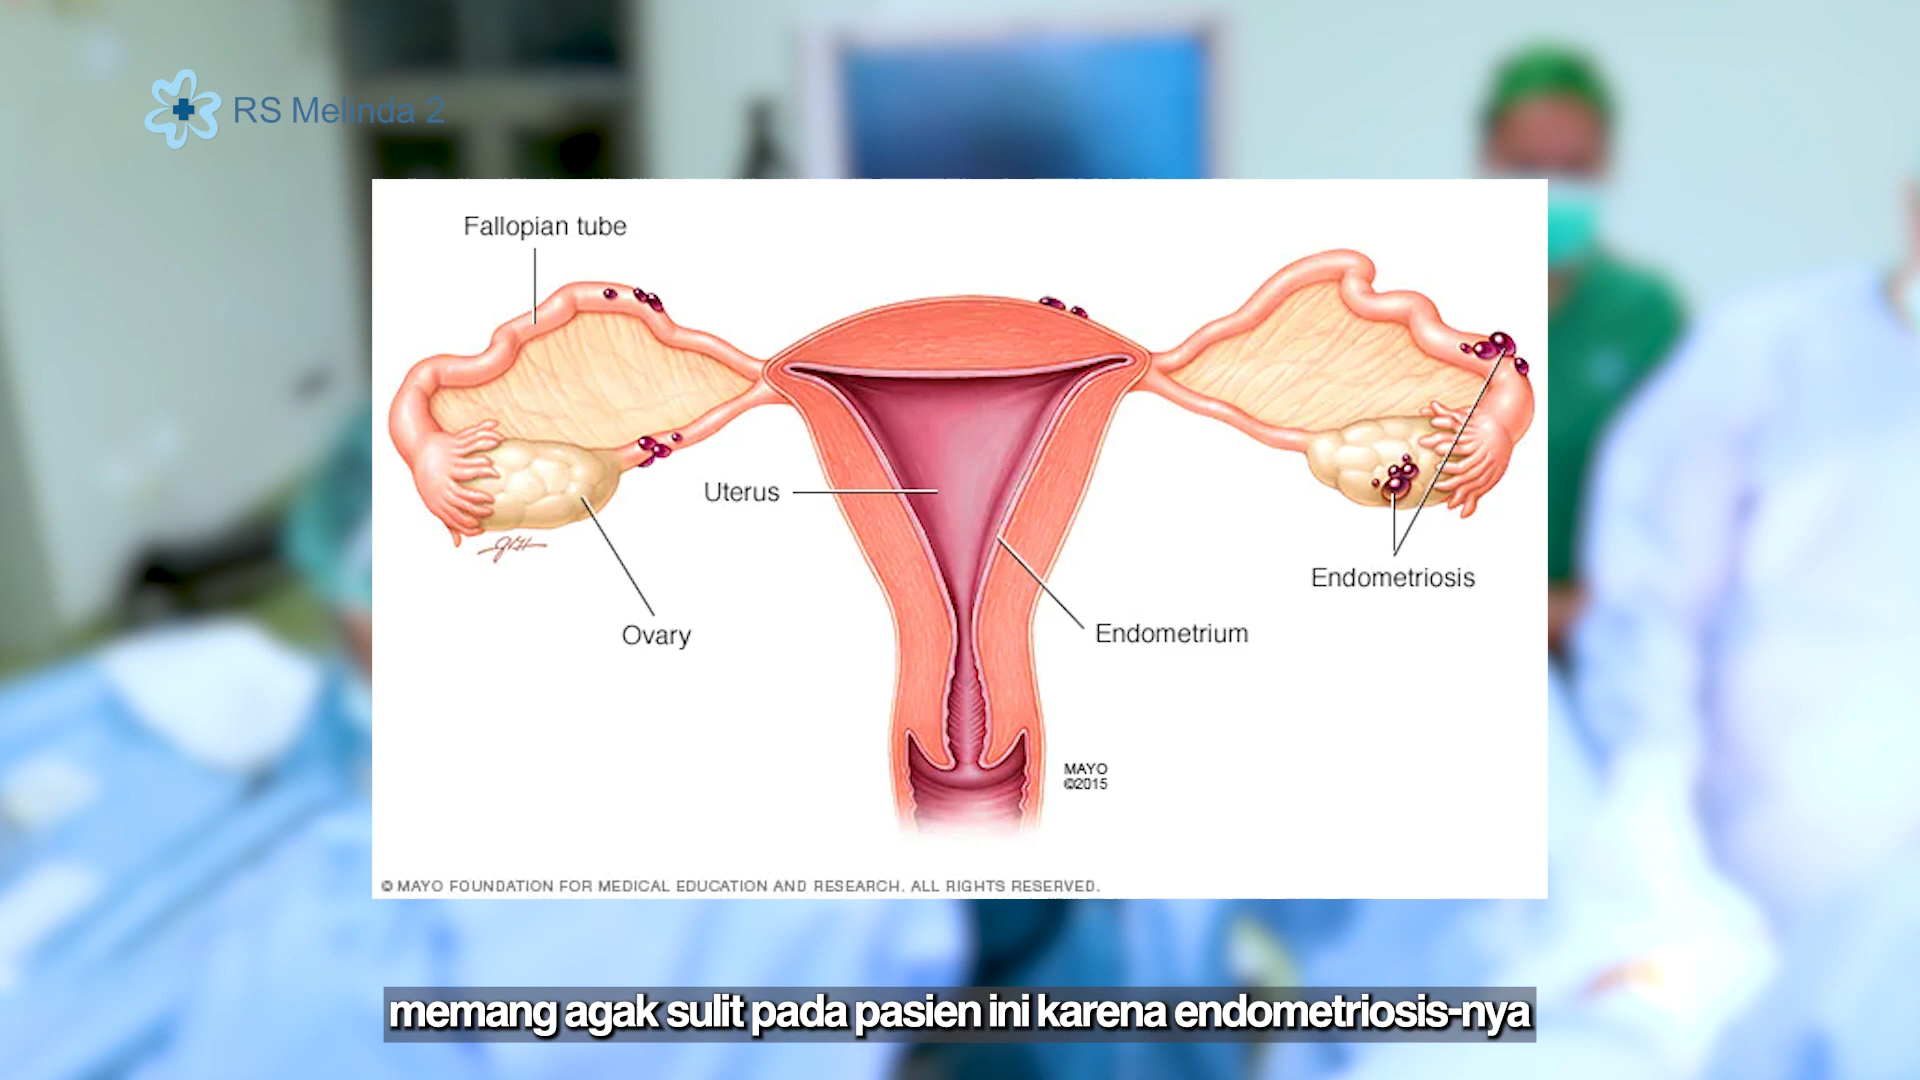 RS Melinda 2
Fallopian tube
Uterus
Ovary
Endometriosis
Endometrium
MAYO
©2015
© MAYO FOUNDATION FOR MEDICAL EDUCATION AND RESEARCH. ALL RIGHTS RESERVED.
memang agak sulit pada pasien ini karena endometriosis-nya